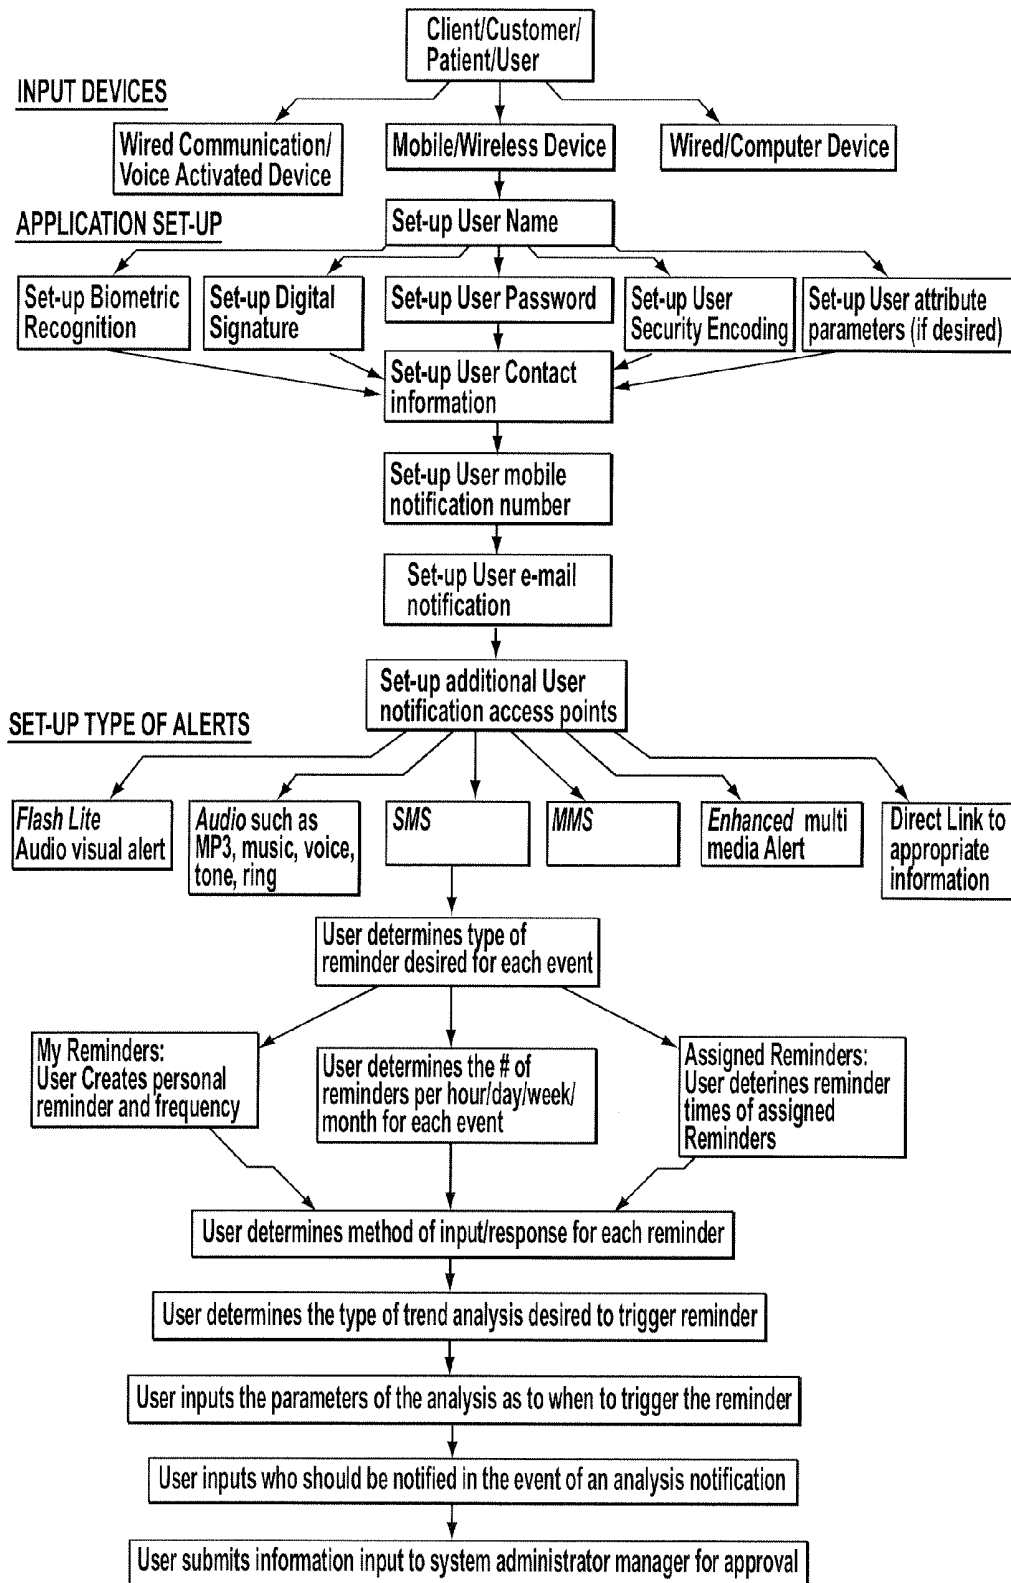 Client/Customer/
Patient/User
INPUT DEVICES
Wired Communication/
Voice Activated Device
Mobile/Wireless Device
Wired/Computer Device
APPLICATION SET-UP
Set-up User Name
Set-up Biometric
Recognition
Set-up Digital
Signature
Set-up User Password
Set-up User
Security Encoding
Set-up User attribute
parameters (if desired)
Set-up User Contact
information
Set-up User mobile
notification number
Set-up User e-mail
notification
Set-up additional User
notification access points
SET-UP TYPE OF ALERTS
Flash Lite
Audio visual alert
Audio such as
MP3, music, voice,
tone, ring
SMS
MMS
Enhanced multi
media Alert
Direct Link to
appropriate
information
User determines type of
reminder desired for each event
My Reminders:
User Creates personal
reminder and frequency
User determines the # of
reminders per hour/day/week/
month for each event
Assigned Reminders:
User deterines reminder
times of assigned
Reminders
User determines method of input/response for each reminder
User determines the type of trend analysis desired to trigger reminder
User inputs the parameters of the analysis as to when to trigger the reminder
User inputs who should be notified in the event of an analysis notification
User submits information input to system administrator manager for approval